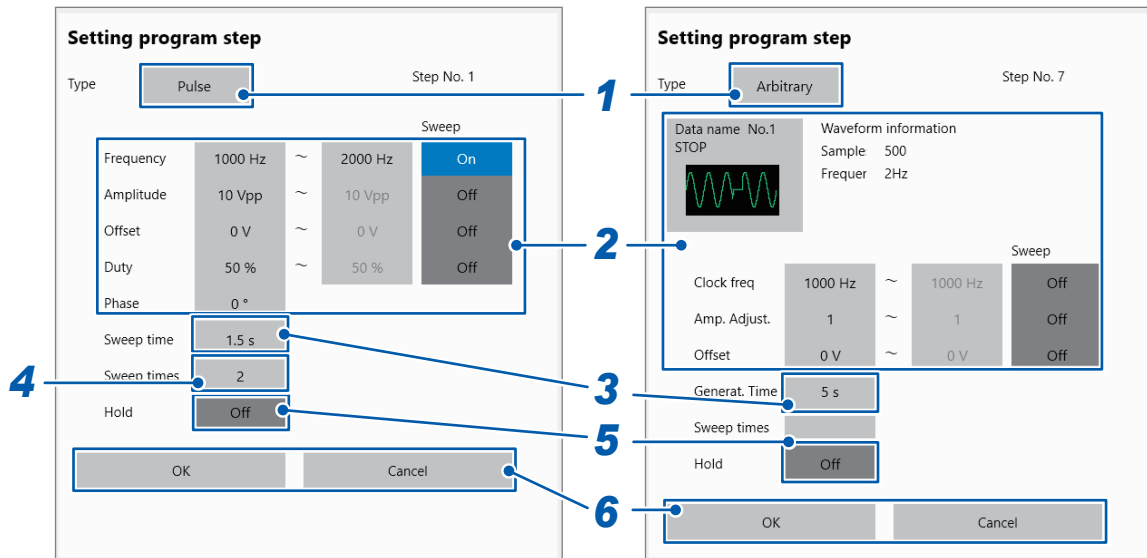 Setting program step
Type Pulse Step No. 1
Sweep
Frequency 1000 Hz ~ 2000 Hz On
Amplitude 10 Vpp ~ 10 Vpp Off
Offset 0 V ~ 0 V Off
Duty 50 % ~ 50 % Off
Phase 0 °
Sweep time 1.5 s
Sweep times 2
Hold Off
OK Cancel
1
2
3
4
5
6
Setting program step
Type Arbitrary Step No. 7
Data name No.1
STOP
Waveform information
Sample 500
Frequer 2Hz
Sweep
Clock freq 1000 Hz ~ 1000 Hz Off
Amp. Adjust. 1 ~ 1 Off
Offset 0 V ~ 0 V Off
Generat. Time 5 s
Sweep times
Hold Off
OK Cancel